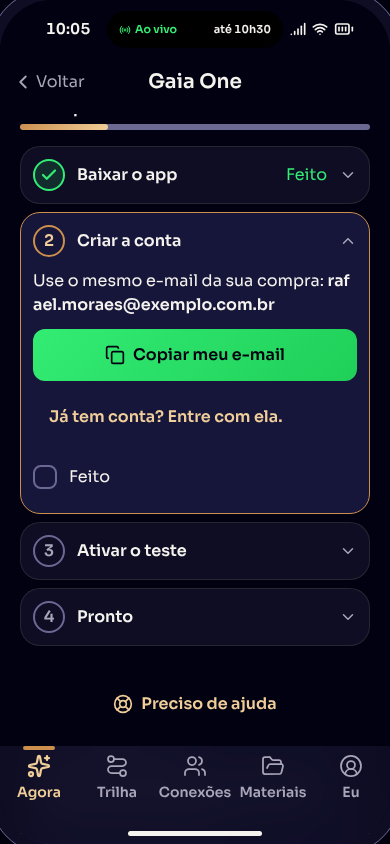 10:05
Ao vivo
até 10h30
Voltar
Gaia One
Baixar o app
Feito
2
Criar a conta
Use o mesmo e-mail da sua compra: raf
ael.moraes@exemplo.com.br
Copiar meu e-mail
Já tem conta? Entre com ela.
Feito
3
Ativar o teste
4
Pronto
Preciso de ajuda
Agora
Trilha
Conexões
Materiais
Eu